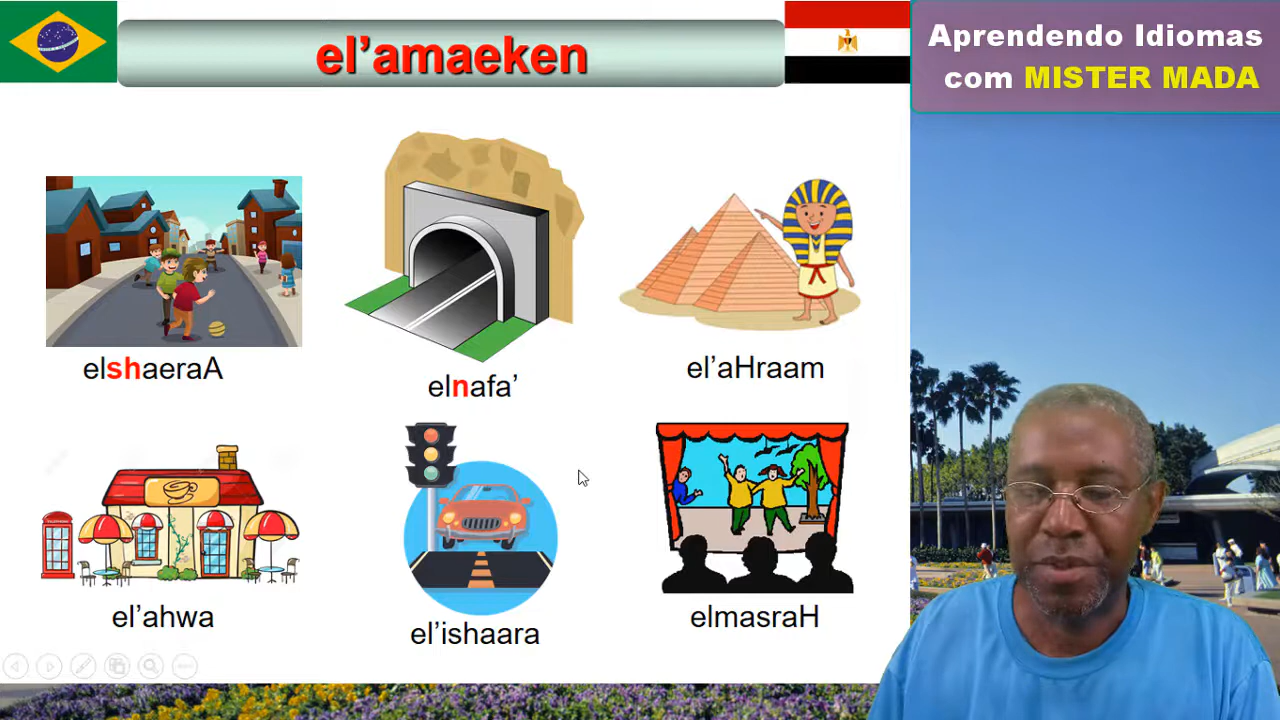 el’amaeken
Aprendendo Idiomas
com MISTER MADA
elshaeraA
elnafa’
el’aHraam
el’ahwa
el’ishaara
elmasraH